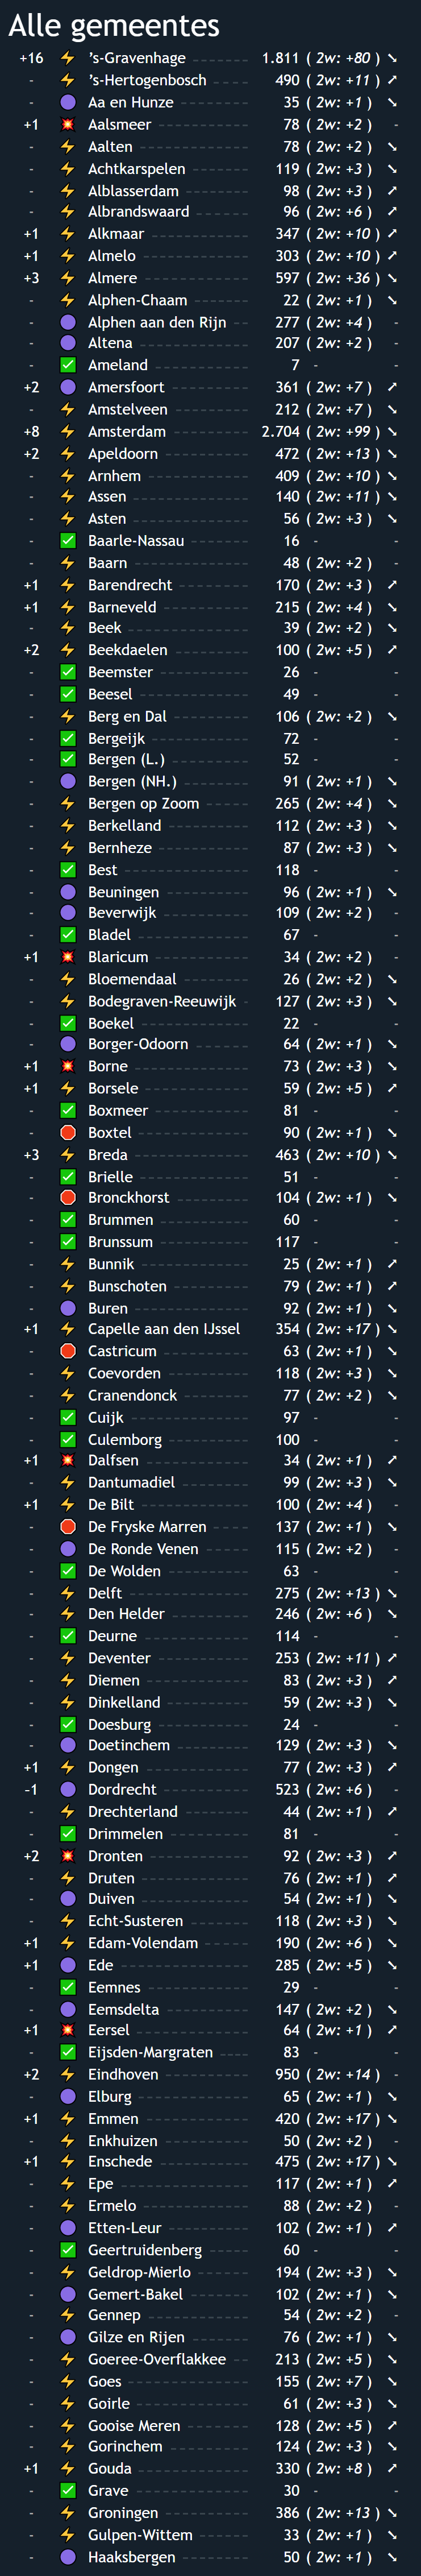 Alle gemeentes
+16 ⚡ ’s-Gravenhage 1.811 ( 2w: +80 ) ➘
- ⚡ ’s-Hertogenbosch 490 ( 2w: +11 ) ➚
- 🟣 Aa en Hunze 35 ( 2w: +1 ) ➘
+1 💥 Aalsmeer 78 ( 2w: +2 ) -
- ⚡ Aalten 78 ( 2w: +2 ) ➘
- ⚡ Achtkarspelen 119 ( 2w: +3 ) ➘
- ⚡ Alblasserdam 98 ( 2w: +3 ) ➚
- ⚡ Albrandswaard 96 ( 2w: +6 ) ➚
+1 ⚡ Alkmaar 347 ( 2w: +10 ) ➚
+1 ⚡ Almelo 303 ( 2w: +10 ) ➚
+3 ⚡ Almere 597 ( 2w: +36 ) ➘
- ⚡ Alphen-Chaam 22 ( 2w: +1 ) ➘
- 🟣 Alphen aan den Rijn 277 ( 2w: +4 ) -
- 🟣 Altena 207 ( 2w: +2 ) -
- ✅ Ameland 7 - -
+2 🟣 Amersfoort 361 ( 2w: +7 ) ➚
- ⚡ Amstelveen 212 ( 2w: +7 ) ➘
+8 ⚡ Amsterdam 2.704 ( 2w: +99 ) ➘
+2 ⚡ Apeldoorn 472 ( 2w: +13 ) ➘
- ⚡ Arnhem 409 ( 2w: +10 ) ➘
- ⚡ Assen 140 ( 2w: +11 ) ➘
- ⚡ Asten 56 ( 2w: +3 ) ➘
- ✅ Baarle-Nassau 16 - -
- ⚡ Baarn 48 ( 2w: +2 ) -
+1 ⚡ Barendrecht 170 ( 2w: +3 ) ➚
+1 ⚡ Barneveld 215 ( 2w: +4 ) ➘
- ⚡ Beek 39 ( 2w: +2 ) ➘
+2 ⚡ Beekdaelen 100 ( 2w: +5 ) ➚
- ✅ Beemster 26 - -
- ✅ Beesel 49 - -
- ⚡ Berg en Dal 106 ( 2w: +2 ) ➘
- ✅ Bergeijk 72 - -
- ✅ Bergen (L.) 52 - -
- 🟣 Bergen (NH.) 91 ( 2w: +1 ) ➘
- ⚡ Bergen op Zoom 265 ( 2w: +4 ) ➘
- ⚡ Berkelland 112 ( 2w: +3 ) ➘
- ⚡ Bernheze 87 ( 2w: +3 ) ➘
- ✅ Best 118 - -
- 🟣 Beuningen 96 ( 2w: +1 ) ➘
- 🟣 Beverwijk 109 ( 2w: +2 ) -
- ✅ Bladel 67 - -
+1 💥 Blaricum 34 ( 2w: +2 ) -
- ⚡ Bloemendaal 26 ( 2w: +2 ) ➘
- ⚡ Bodegraven-Reeuwijk 127 ( 2w: +3 ) ➘
- ✅ Boekel 22 - -
- 🟣 Borger-Odoorn 64 ( 2w: +1 ) ➘
+1 💥 Borne 73 ( 2w: +3 ) ➘
+1 ⚡ Borsele 59 ( 2w: +5 ) ➚
- ✅ Boxmeer 81 - -
- 🛑 Boxtel 90 ( 2w: +1 ) ➘
+3 ⚡ Breda 463 ( 2w: +10 ) ➘
- ✅ Brielle 51 - -
- 🛑 Bronckhorst 104 ( 2w: +1 ) ➘
- ✅ Brummen 60 - -
- ✅ Brunssum 117 - -
- ⚡ Bunnik 25 ( 2w: +1 ) ➚
- ⚡ Bunschoten 79 ( 2w: +1 ) ➚
- 🟣 Buren 92 ( 2w: +1 ) ➘
+1 ⚡ Capelle aan den IJssel 354 ( 2w: +17 ) ➘
- 🛑 Castricum 63 ( 2w: +1 ) ➘
- ⚡ Coevorden 118 ( 2w: +3 ) ➘
- ⚡ Cranendonck 77 ( 2w: +2 ) ➘
- ✅ Cuijk 97 - -
- ✅ Culemborg 100 - -
+1 💥 Dalfsen 34 ( 2w: +1 ) ➚
- ⚡ Dantumadiel 99 ( 2w: +3 ) ➘
+1 ⚡ De Bilt 100 ( 2w: +4 ) -
- 🛑 De Fryske Marren 137 ( 2w: +1 ) ➘
- 🟣 De Ronde Venen 115 ( 2w: +2 ) -
- ✅ De Wolden 63 - -
- ⚡ Delft 275 ( 2w: +13 ) ➘
- ⚡ Den Helder 246 ( 2w: +6 ) ➘
- ✅ Deurne 114 - -
- ⚡ Deventer 253 ( 2w: +11 ) ➚
- ⚡ Diemen 83 ( 2w: +3 ) ➚
- ⚡ Dinkelland 59 ( 2w: +3 ) ➘
- ✅ Doesburg 24 - -
- 🟣 Doetinchem 129 ( 2w: +3 ) ➘
+1 ⚡ Dongen 77 ( 2w: +3 ) ➚
-1 🟣 Dordrecht 523 ( 2w: +6 ) -
- ⚡ Drechterland 44 ( 2w: +1 ) ➚
- ✅ Drimmelen 81 - -
+2 💥 Dronten 92 ( 2w: +3 ) ➚
- ⚡ Druten 76 ( 2w: +1 ) ➚
- 🟣 Duiven 54 ( 2w: +1 ) ➘
- ⚡ Echt-Susteren 118 ( 2w: +3 ) ➘
+1 ⚡ Edam-Volendam 190 ( 2w: +6 ) ➘
+1 🟣 Ede 285 ( 2w: +5 ) ➘
- ✅ Eemnes 29 - -
- 🟣 Eemsdelta 147 ( 2w: +2 ) ➘
+1 💥 Eersel 64 ( 2w: +1 ) ➚
- ✅ Eijsden-Margraten 83 - -
+2 ⚡ Eindhoven 950 ( 2w: +14 ) -
- 🟣 Elburg 65 ( 2w: +1 ) ➘
+1 ⚡ Emmen 420 ( 2w: +17 ) ➘
- ⚡ Enkhuizen 50 ( 2w: +2 ) -
+1 ⚡ Enschede 475 ( 2w: +17 ) ➘
- ⚡ Epe 117 ( 2w: +1 ) ➚
- ⚡ Ermelo 88 ( 2w: +2 ) -
- 🟣 Etten-Leur 102 ( 2w: +1 ) ➚
- ✅ Geertruidenberg 60 - -
- ⚡ Geldrop-Mierlo 194 ( 2w: +3 ) ➘
- 🟣 Gemert-Bakel 102 ( 2w: +1 ) ➘
- ⚡ Gennep 54 ( 2w: +2 ) -
- 🟣 Gilze en Rijen 76 ( 2w: +1 ) ➘
- ⚡ Goeree-Overflakkee 213 ( 2w: +5 ) ➘
- ⚡ Goes 155 ( 2w: +7 ) ➘
- ⚡ Goirle 61 ( 2w: +3 ) ➘
- ⚡ Gooise Meren 128 ( 2w: +5 ) ➚
- ⚡ Gorinchem 124 ( 2w: +3 ) ➘
+1 ⚡ Gouda 330 ( 2w: +8 ) ➚
- ✅ Grave 30 - -
- ⚡ Groningen 386 ( 2w: +13 ) ➘
- ⚡ Gulpen-Wittem 33 ( 2w: +1 ) ➘
- 🟣 Haaksbergen 50 ( 2w: +1 ) ➘